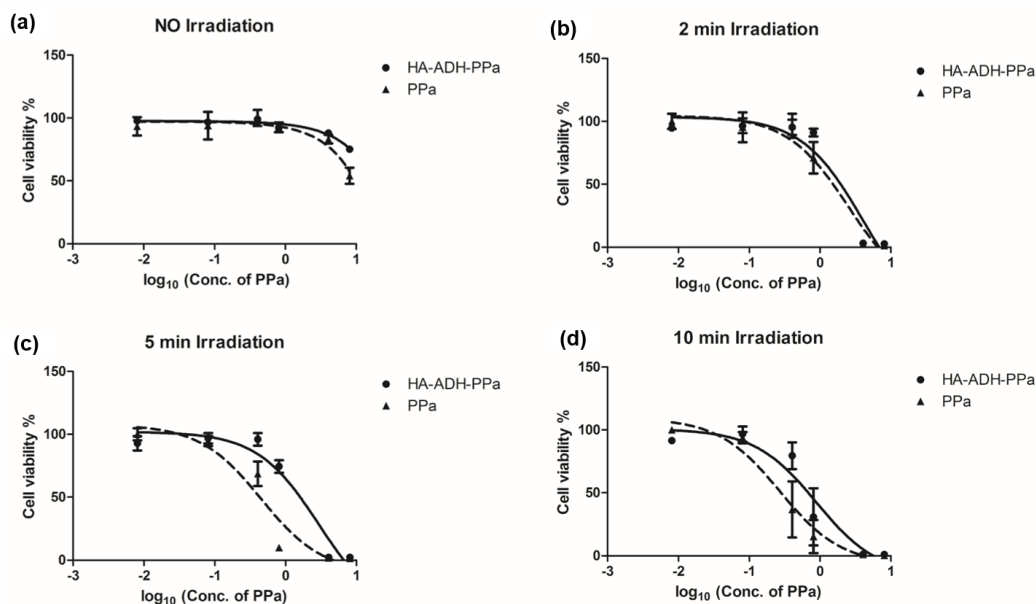 (a)
NO Irradiation
150
100
50
0
Cell viability %
-3
-2
-1
0
1
log10 (Conc. of PPa)
HA-ADH-PPa
PPa
(b)
2 min Irradiation
150
100
50
0
Cell viability %
-3
-2
-1
0
1
log10 (Conc. of PPa)
HA-ADH-PPa
PPa
(c)
5 min Irradiation
150
100
50
0
Cell viability %
-3
-2
-1
0
1
log10 (Conc. of PPa)
HA-ADH-PPa
PPa
(d)
10 min Irradiation
150
100
50
0
Cell viability %
-3
-2
-1
0
1
log10 (Conc. of PPa)
HA-ADH-PPa
PPa